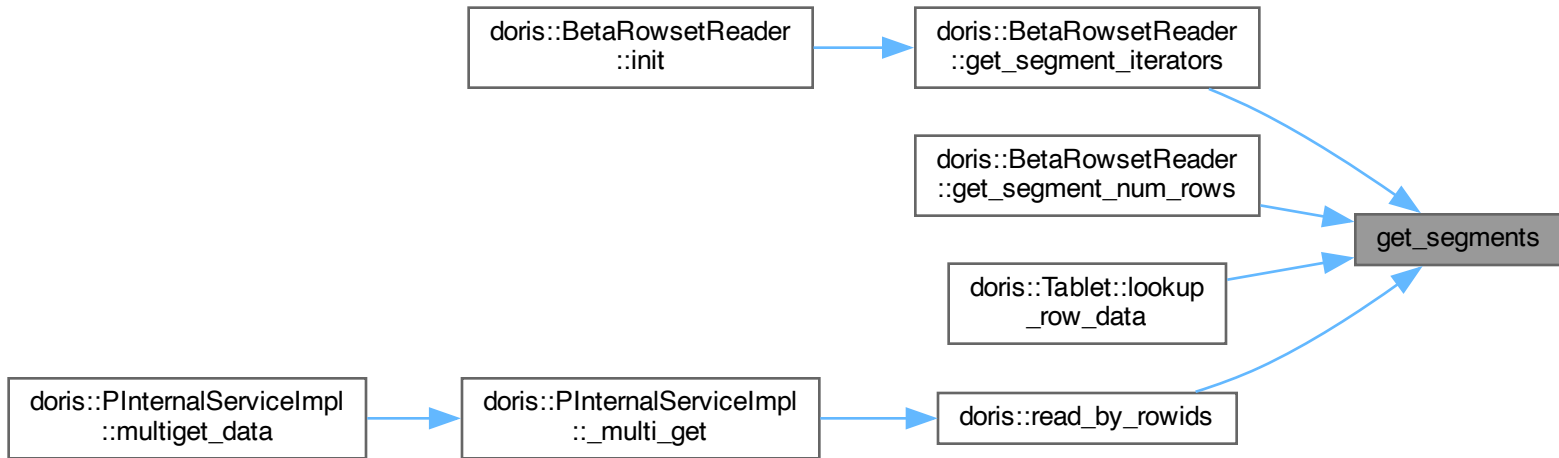 doris::BetaRowsetReader
::init
doris::BetaRowsetReader
::get_segment_iterators
doris::BetaRowsetReader
::get_segment_num_rows
get_segments
doris::Tablet::lookup
_row_data
doris::PInternalServiceImpl
::multiget_data
doris::PInternalServiceImpl
::_multi_get
doris::read_by_rowids